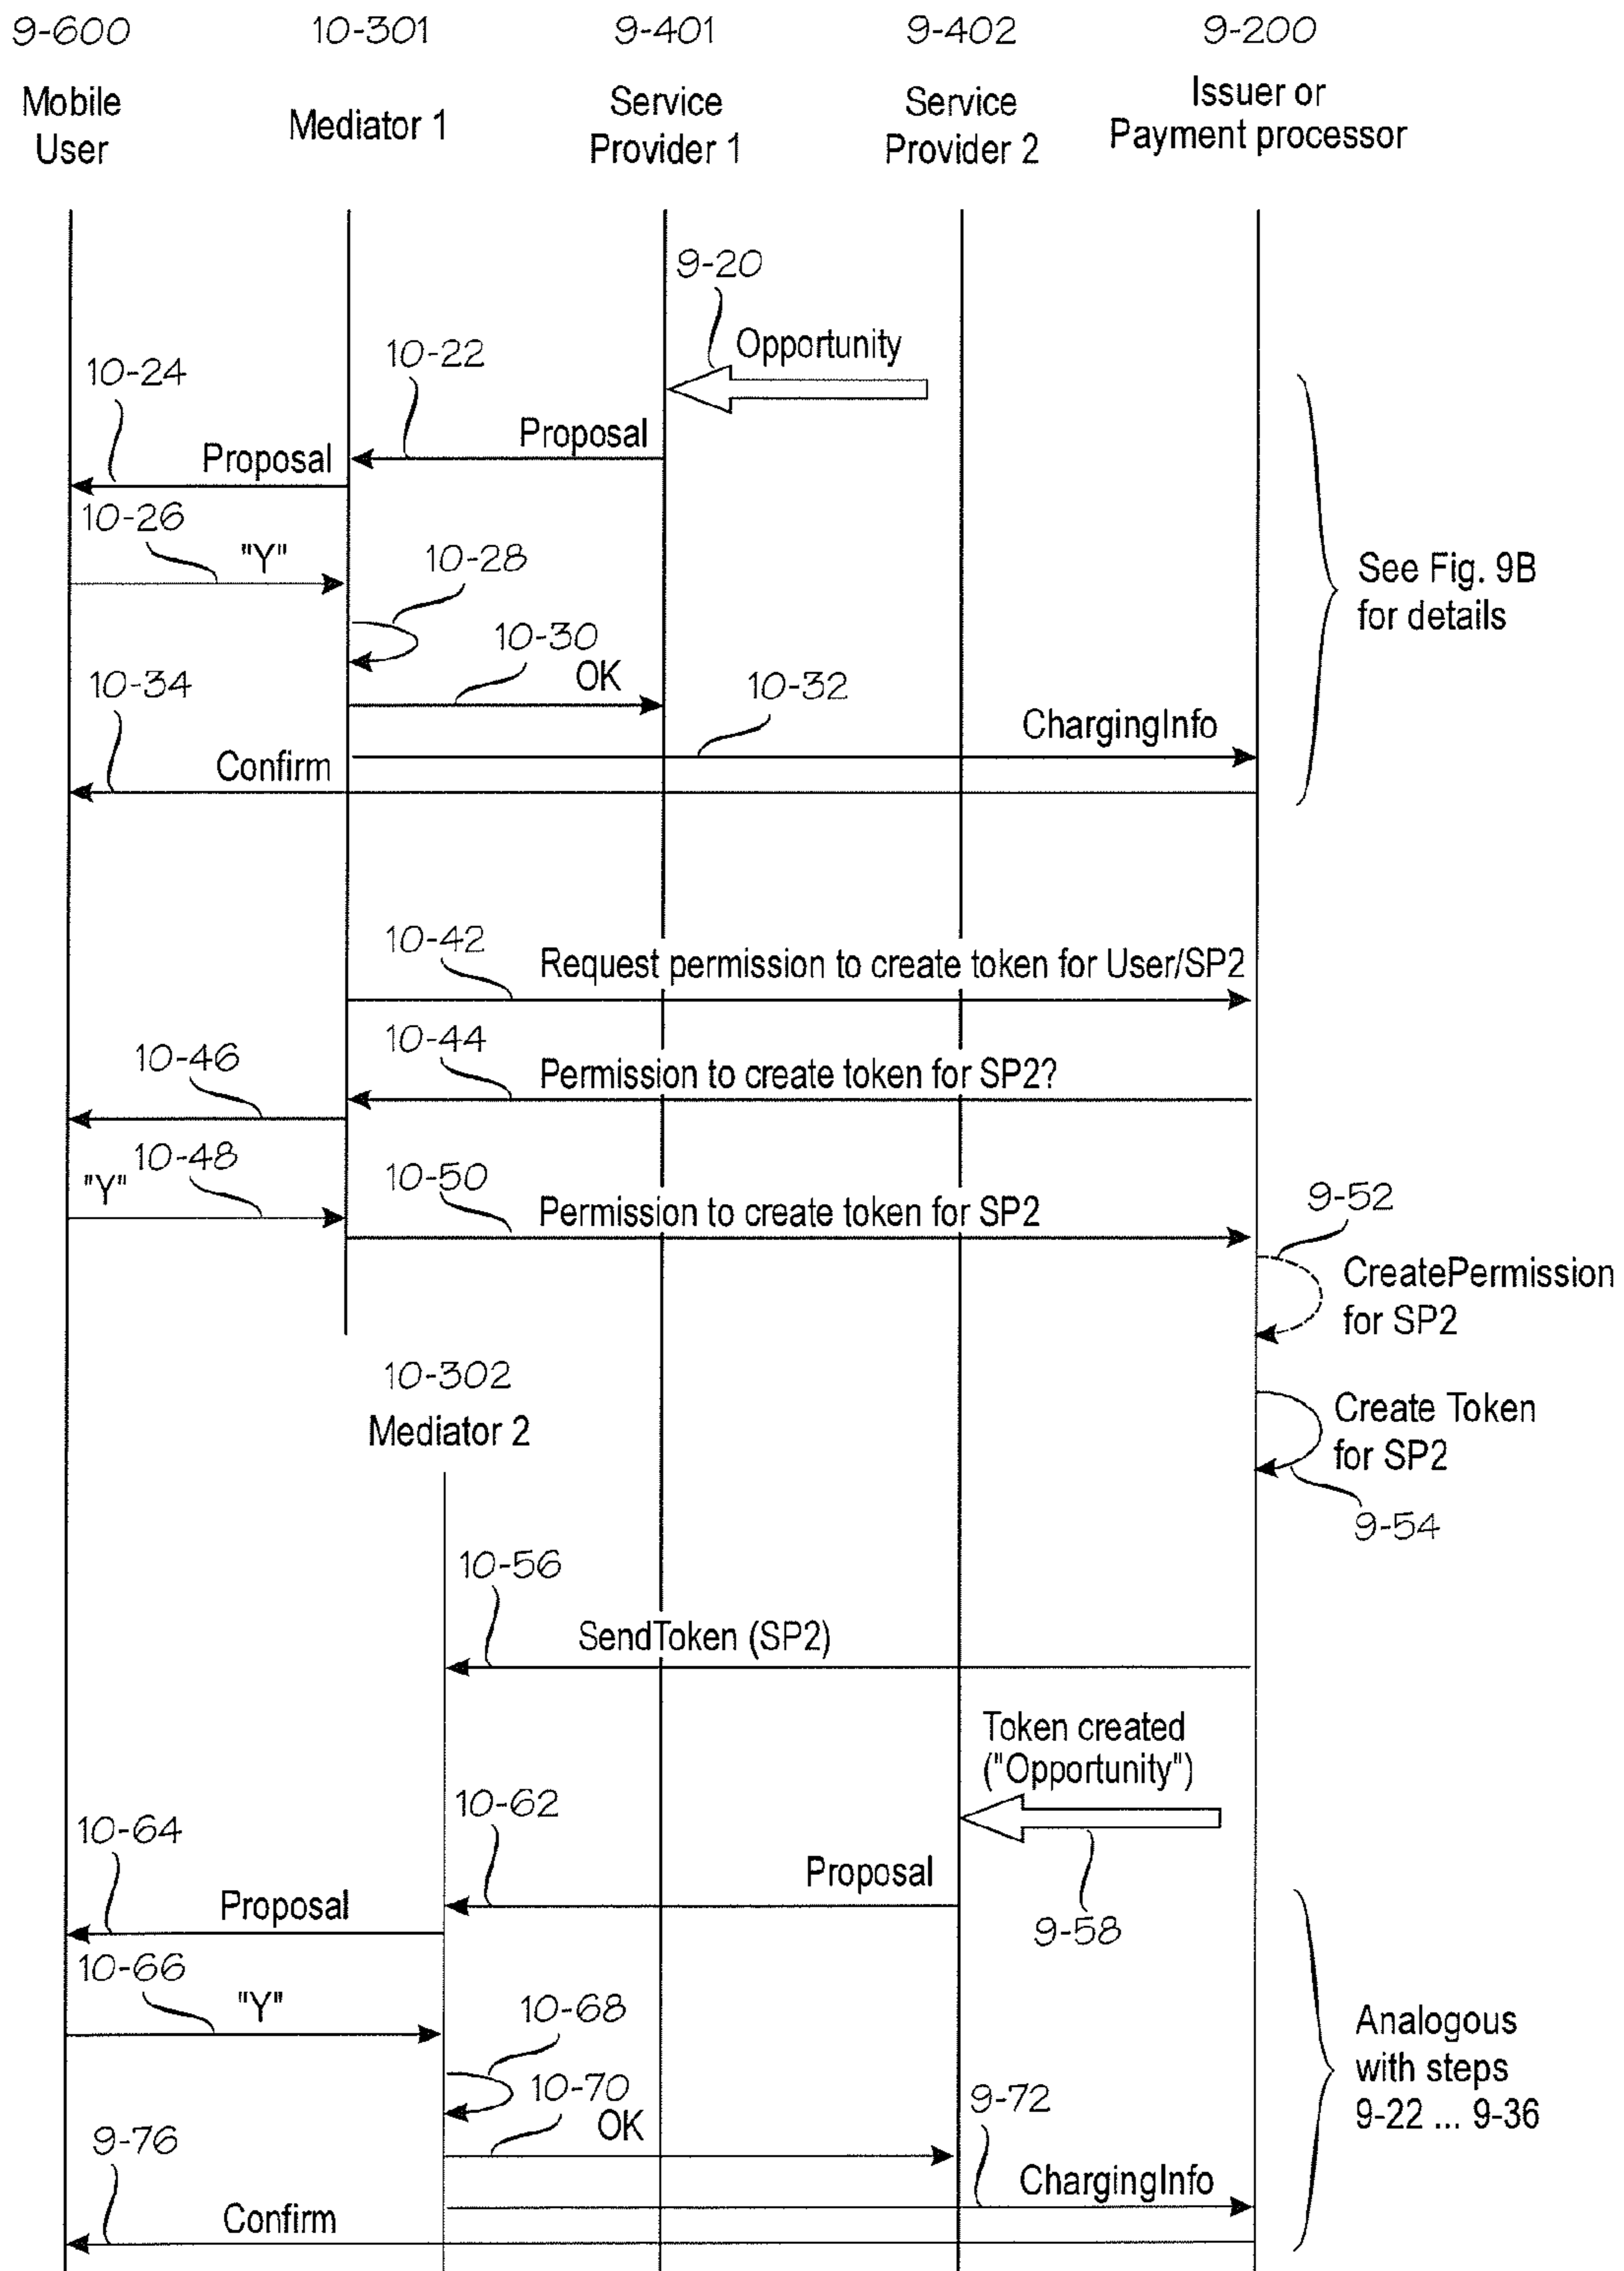 9-600 10-301 9-401 9-402 9-200
Mobile
User
Mediator 1
Service
Provider 1
Service
Provider 2
Issuer or
Payment processor
9-20
Opportunity
10-22
10-24
Proposal
Proposal
10-26
"Y"
10-28
See Fig. 9B
for details
10-30
OK
10-34
10-32
ChargingInfo
Confirm
10-42
Request permission to create token for User/SP2
10-44
Permission to create token for SP2?
10-46
10-48
"Y"
10-50
Permission to create token for SP2
9-52
CreatePermission
for SP2
10-302
Mediator 2
Create Token
for SP2
9-54
10-56
SendToken (SP2)
Token created
("Opportunity")
10-62
10-64
Proposal
Proposal
9-58
10-66
"Y"
10-68
10-70
OK
Analogous
with steps
9-22 ... 9-36
9-72
9-76
ChargingInfo
Confirm